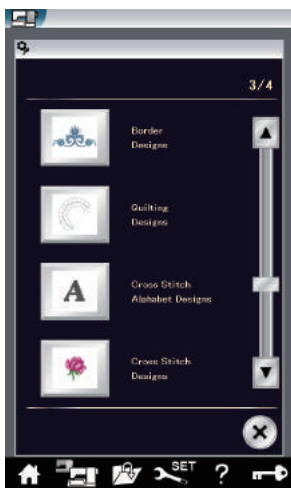 3/4
Border
Designs
Quilting
Designs
A
Cross Stitch
Alphabet Designs
Cross Stitch
Designs
SET
?